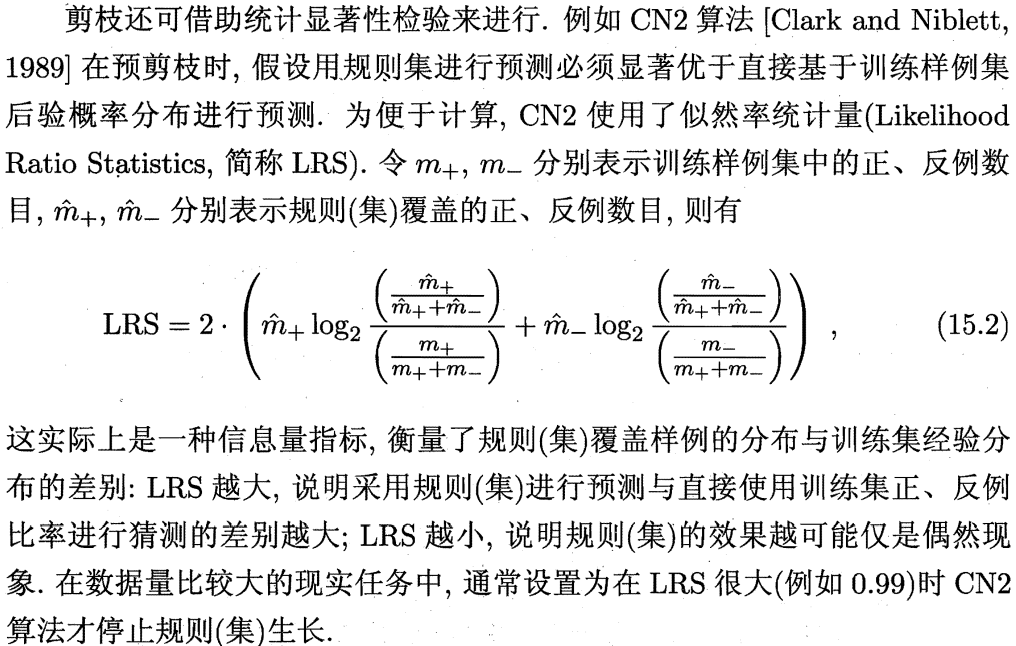 剪枝还可借助统计显著性检验来进行. 例如 CN2 算法 [Clark and Niblett,
1989] 在预剪枝时, 假设用规则集进行预测必须显著优于直接基于训练样例集
后验概率分布进行预测. 为便于计算, CN2 使用了似然率统计量(Likelihood
Ratio Statistics, 简称 LRS). 令 $m_+$, $m_-$ 分别表示训练样例集中的正、反例数
目, $\hat{m}_+$, $\hat{m}_-$ 分别表示规则(集)覆盖的正、反例数目, 则有
$\mathrm{LRS} = 2 \cdot \left( \hat{m}_+ \log_2 \frac{\left(\frac{\hat{m}_+}{\hat{m}_+ + \hat{m}_-}\right)}{\left(\frac{m_+}{m_+ + m_-}\right)} + \hat{m}_- \log_2 \frac{\left(\frac{\hat{m}_-}{\hat{m}_+ + \hat{m}_-}\right)}{\left(\frac{m_-}{m_+ + m_-}\right)} \right)$ , (15.2)
这实际上是一种信息量指标, 衡量了规则(集)覆盖样例的分布与训练集经验分
布的差别: LRS 越大, 说明采用规则(集)进行预测与直接使用训练集正、反例
比率进行猜测的差别越大; LRS 越小, 说明规则(集)的效果越可能仅是偶然现
象. 在数据量比较大的现实任务中, 通常设置为在 LRS 很大(例如 0.99)时 CN2
算法才停止规则(集)生长.